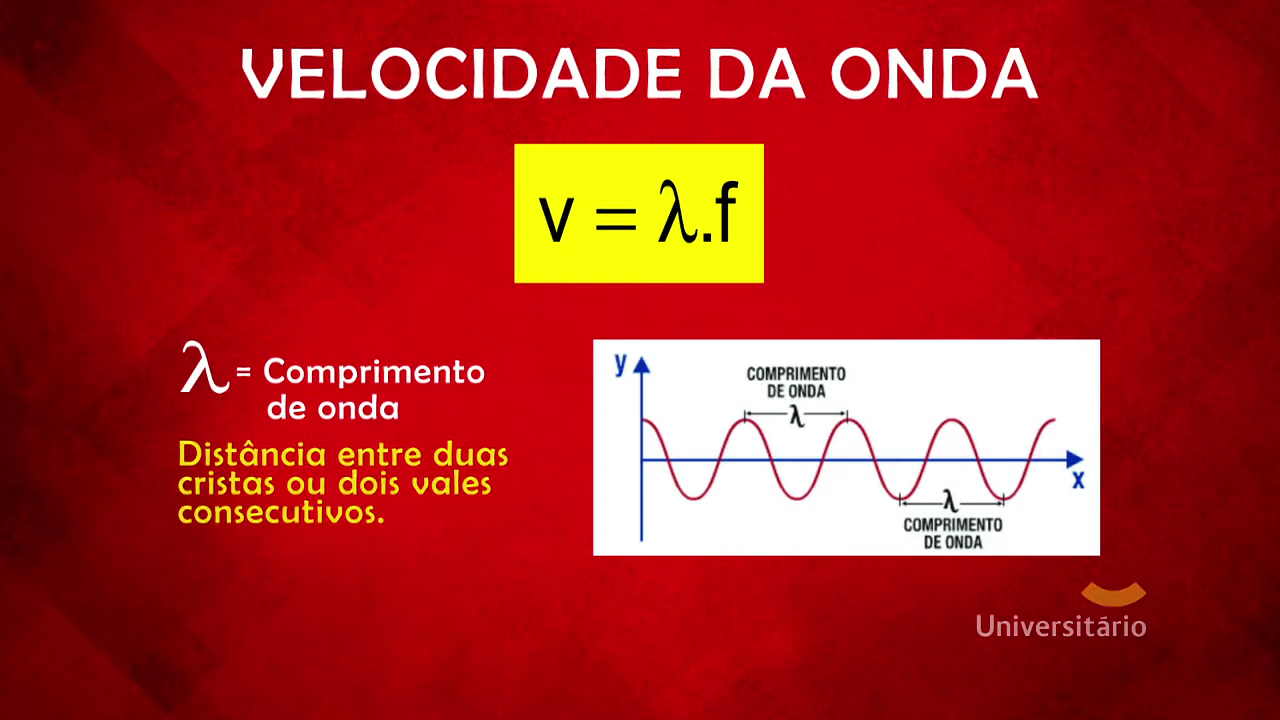 VELOCIDADE DA ONDA
v = λ.f
λ = Comprimento
de onda
Distância entre duas
cristas ou dois vales
consecutivos.
y
COMPRIMENTO
DE ONDA
λ
x
λ
COMPRIMENTO
DE ONDA
Universitário